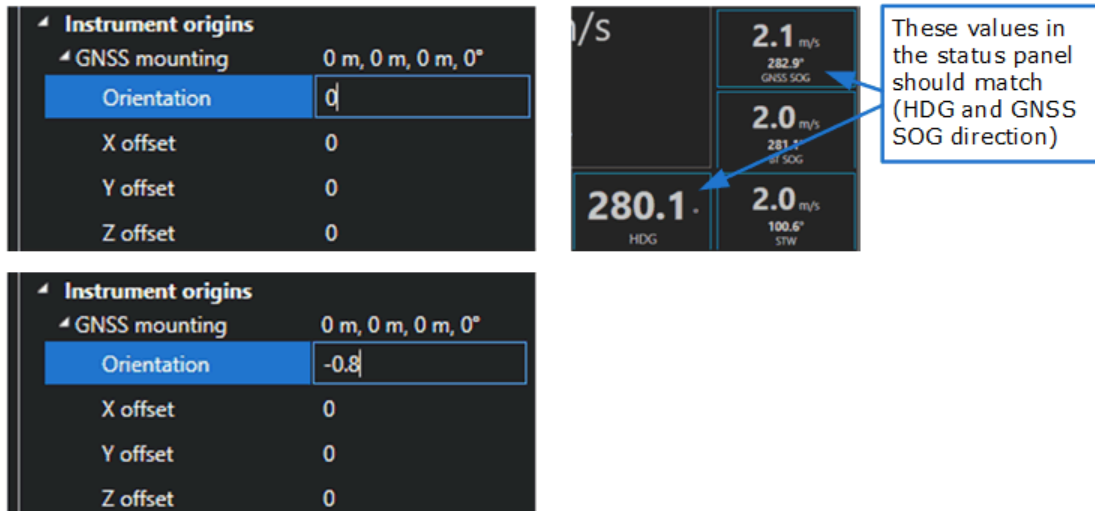 Instrument origins
GNSS mounting 0 m, 0 m, 0 m, 0°
Orientation 0
X offset 0
Y offset 0
Z offset 0
/s
2.1 m/s
282.9°
GNSS SOG
2.0 m/s
281.1°
BT SOG
280.1 °
HDG
2.0 m/s
100.6°
STW
These values in
the status panel
should match
(HDG and GNSS
SOG direction)
Instrument origins
GNSS mounting 0 m, 0 m, 0 m, 0°
Orientation -0.8
X offset 0
Y offset 0
Z offset 0